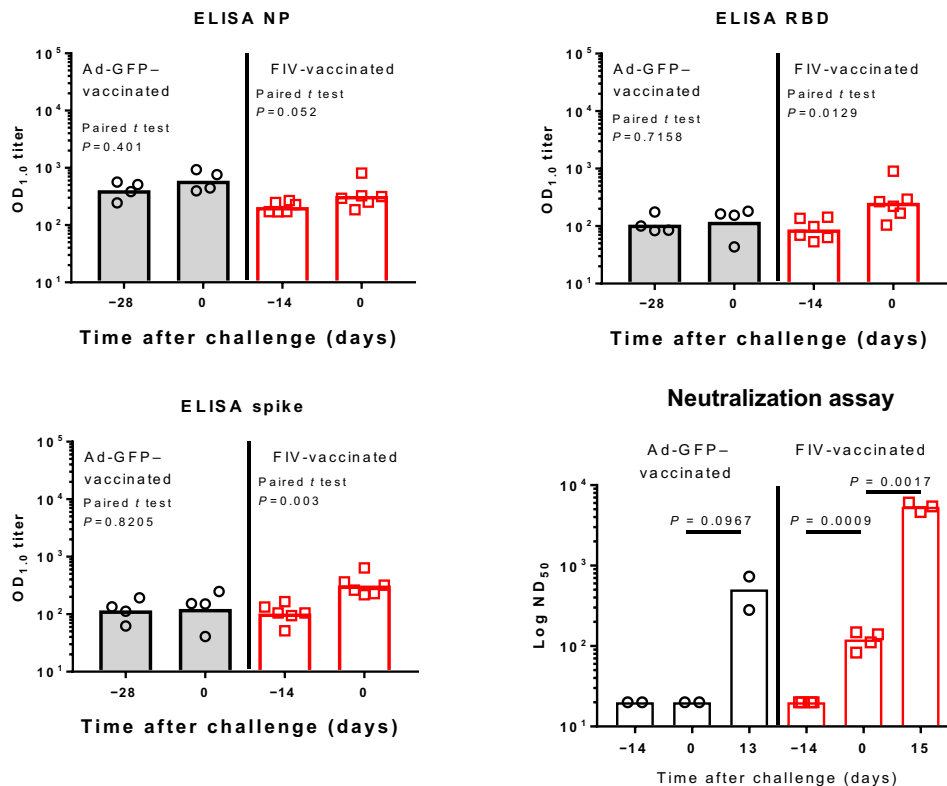 ELISA NP
OD1.0 titer
10^5
10^4
10^3
10^2
10^1
Ad-GFP–
vaccinated
Paired t test
P=0.401
FIV-vaccinated
Paired t test
P=0.052
−28 0 −14 0
Time after challenge (days)
ELISA RBD
OD1.0 titer
10^5
10^4
10^3
10^2
10^1
Ad-GFP–
vaccinated
Paired t test
P=0.7158
FIV-vaccinated
Paired t test
P=0.0129
−28 0 −14 0
Time after challenge (days)
ELISA spike
OD1.0 titer
10^5
10^4
10^3
10^2
10^1
Ad-GFP–
vaccinated
Paired t test
P=0.8205
FIV-vaccinated
Paired t test
P=0.003
−28 0 −14 0
Time after challenge (days)
Neutralization assay
Log ND50
10^4
10^3
10^2
10^1
Ad-GFP–
vaccinated
P = 0.0967
FIV-vaccinated
P = 0.0017
P = 0.0009
−14 0 13 −14 0 15
Time after challenge (days)